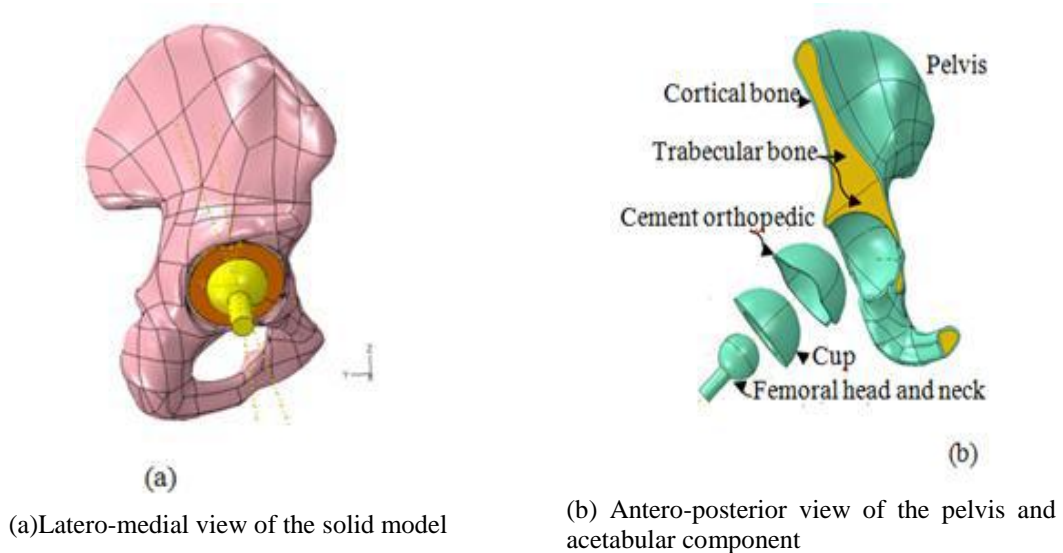 Pelvis
Cortical bone
Trabecular bone
Cement orthopedic
Cup
Femoral head and neck
(a)
(b)
(a)Latero-medial view of the solid model
(b) Antero-posterior view of the pelvis and
acetabular component